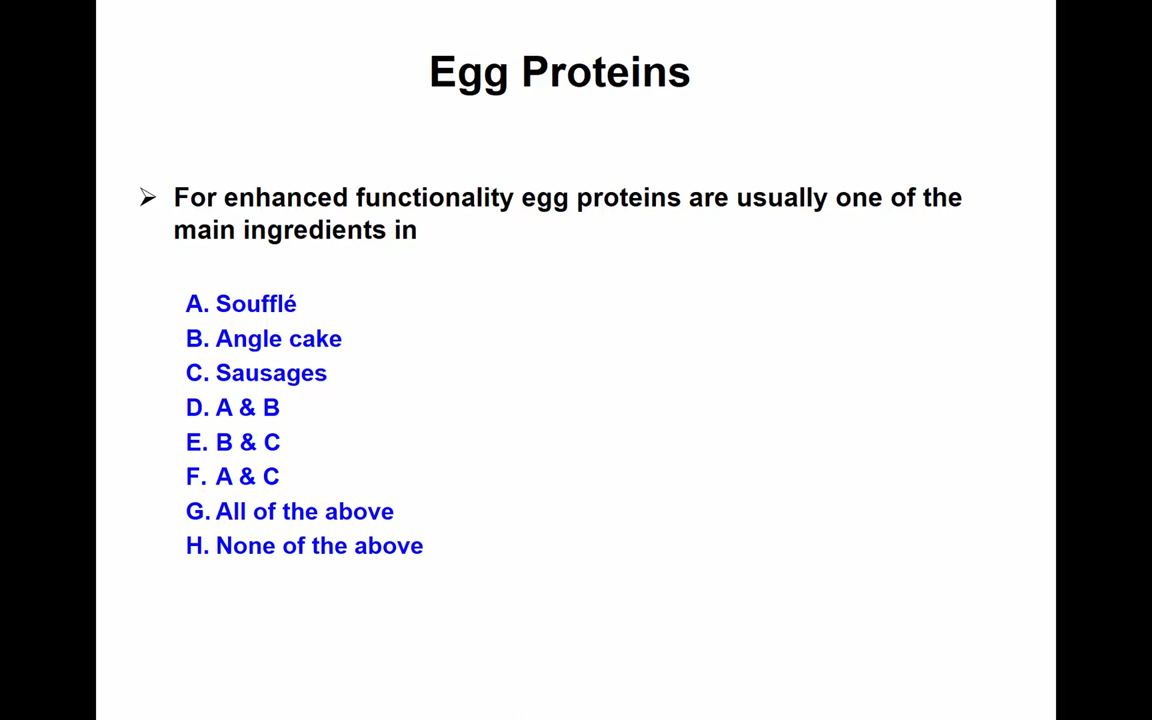 Egg Proteins
➢ For enhanced functionality egg proteins are usually one of the
main ingredients in
A. Soufflé
B. Angle cake
C. Sausages
D. A & B
E. B & C
F. A & C
G. All of the above
H. None of the above